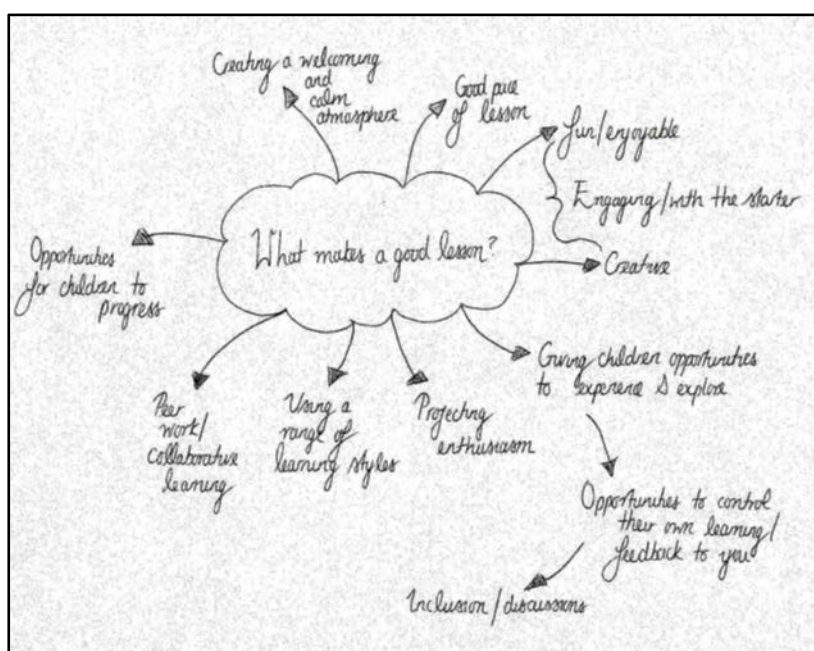 Creating a welcoming
and
calm
atmosphere
Good pace
of lesson
Fun/enjoyable
Engaging/with the starter
Creative
What makes a good lesson?
Opportunities
for children to
progress
Giving children opportunities
to experience & explore
Peer
work/
collaborative
learning
Using a
range of
learning styles
Projecting
enthusiasm
Opportunities to control
their own learning/
feedback to you
Inclusion/discussions